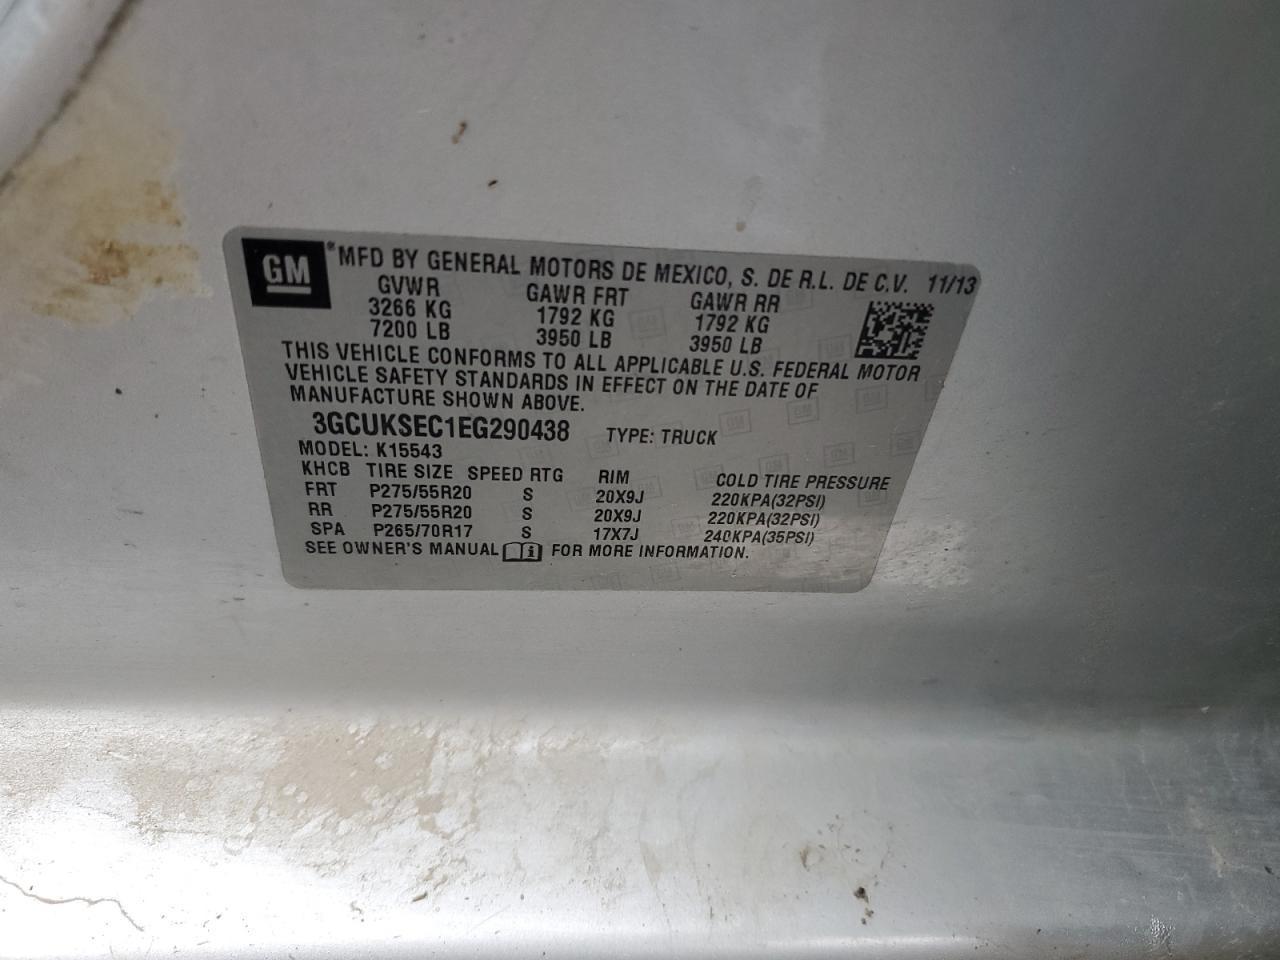 GM ®MFD BY GENERAL MOTORS DE MEXICO, S. DE R.L. DE C.V. 11/13
GVWR GAWR FRT GAWR RR
3266 KG 1792 KG 1792 KG
7200 LB 3950 LB 3950 LB
THIS VEHICLE CONFORMS TO ALL APPLICABLE U.S. FEDERAL MOTOR
VEHICLE SAFETY STANDARDS IN EFFECT ON THE DATE OF
MANUFACTURE SHOWN ABOVE.
3GCUKSEC1EG290438 TYPE: TRUCK
MODEL: K15543
KHCB TIRE SIZE SPEED RTG RIM COLD TIRE PRESSURE
FRT P275/55R20 S 20X9J 220KPA(32PSI)
RR P275/55R20 S 20X9J 220KPA(32PSI)
SPA P265/70R17 S 17X7J 240KPA(35PSI)
SEE OWNER'S MANUAL i FOR MORE INFORMATION.